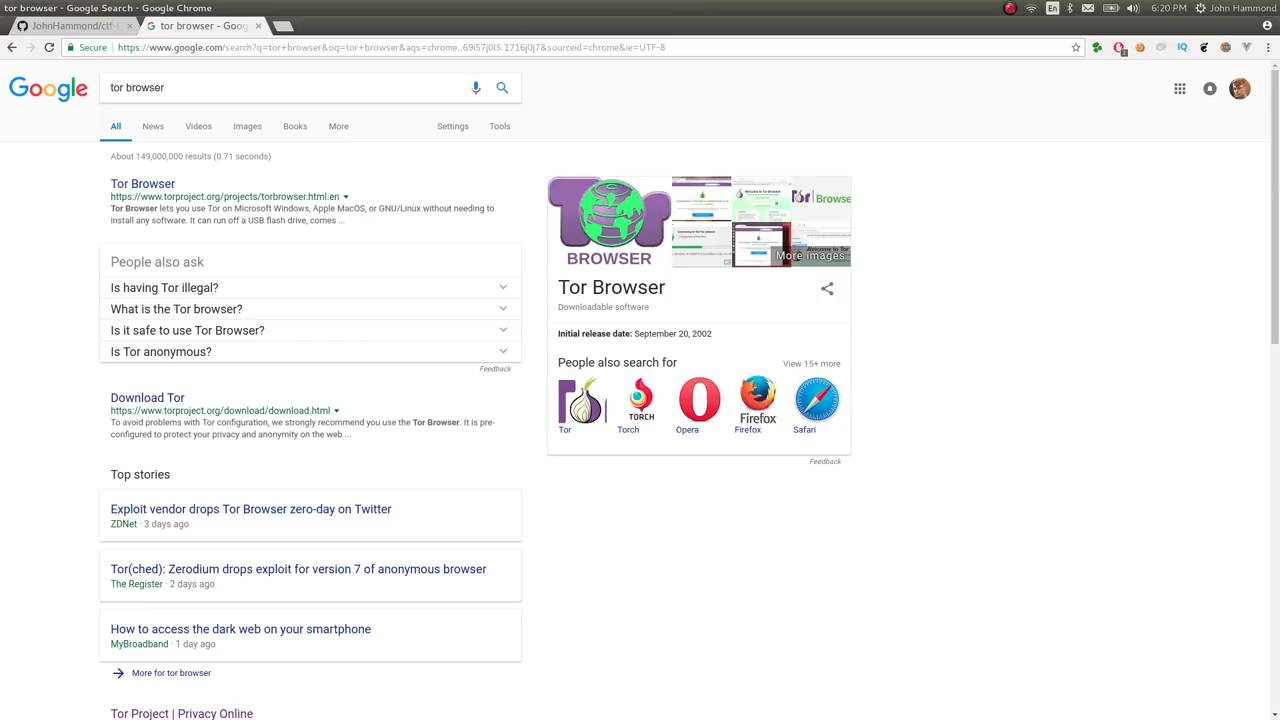 tor browser - Google Search - Google Chrome
En
6:20 PM
John Hammond
JohnHammond/ctf
tor browser - Goog
Secure
https://www.google.com/search?q=tor+browser&oq=tor+browser&aqs=chrome..69i57j0l5.1716j0j7&sourceid=chrome&ie=UTF-8
Google
tor browser
All
News
Videos
Images
Books
More
Settings
Tools
About 149,000,000 results (0.71 seconds)
Tor Browser
https://www.torproject.org/projects/torbrowser.html.en
Tor Browser lets you use Tor on Microsoft Windows, Apple MacOS, or GNU/Linux without needing to
install any software. It can run off a USB flash drive, comes ...
People also ask
Is having Tor illegal?
What is the Tor browser?
Is it safe to use Tor Browser?
Is Tor anonymous?
Feedback
Download Tor
https://www.torproject.org/download/download.html
To avoid problems with Tor configuration, we strongly recommend you use the Tor Browser. It is pre-
configured to protect your privacy and anonymity on the web ...
Top stories
Exploit vendor drops Tor Browser zero-day on Twitter
ZDNet · 3 days ago
Tor(ched): Zerodium drops exploit for version 7 of anonymous browser
The Register · 2 days ago
How to access the dark web on your smartphone
MyBroadband · 1 day ago
More for tor browser
Tor Project | Privacy Online
Tor
BROWSER
More images
Tor Browser
Downloadable software
Initial release date: September 20, 2002
People also search for
View 15+ more
TORCH
Firefox
Tor
Torch
Opera
Firefox
Safari
Feedback